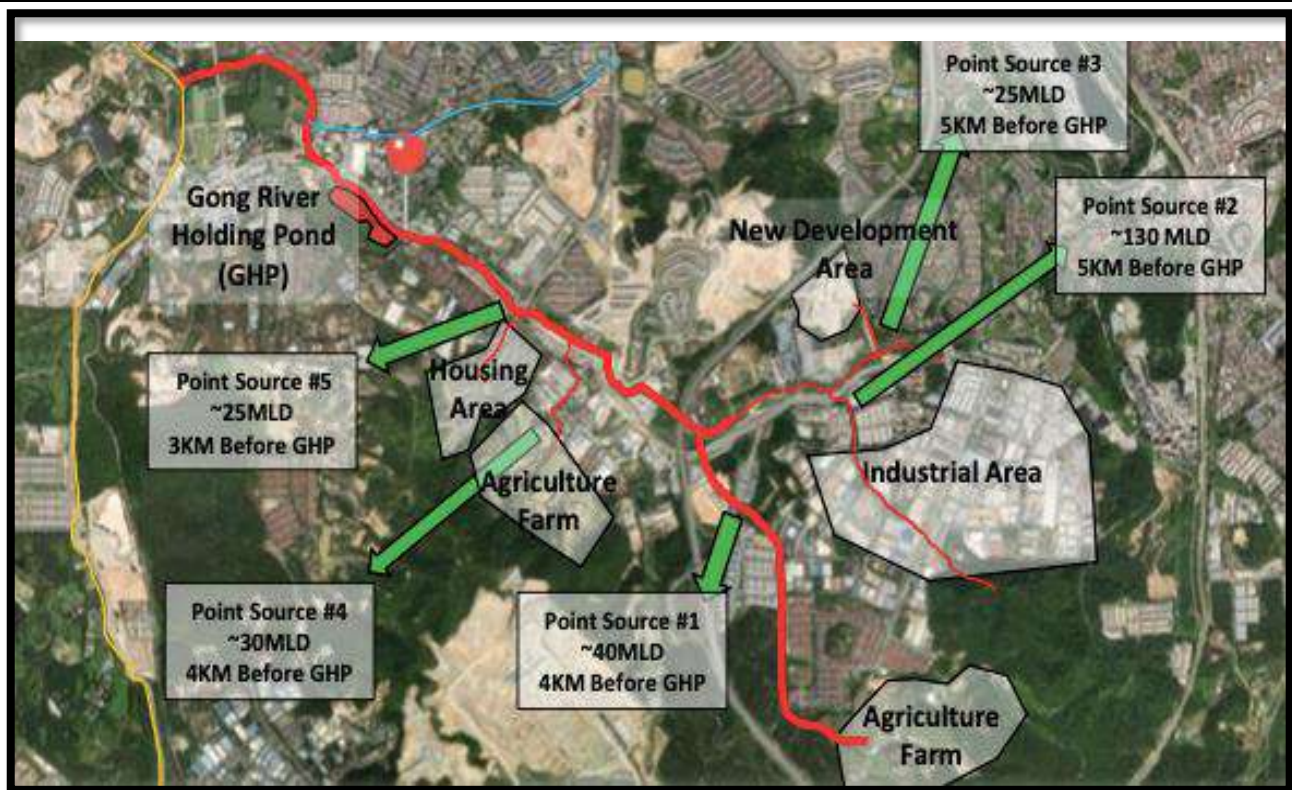 Point Source #3
~25MLD
5KM Before GHP
Point Source #2
~130 MLD
5KM Before GHP
Gong River
Holding Pond
(GHP)
New Development
Area
Point Source #5
~25MLD
3KM Before GHP
Housing
Area
Agriculture
Farm
Industrial Area
Point Source #4
~30MLD
4KM Before GHP
Point Source #1
~40MLD
4KM Before GHP
Agriculture
Farm